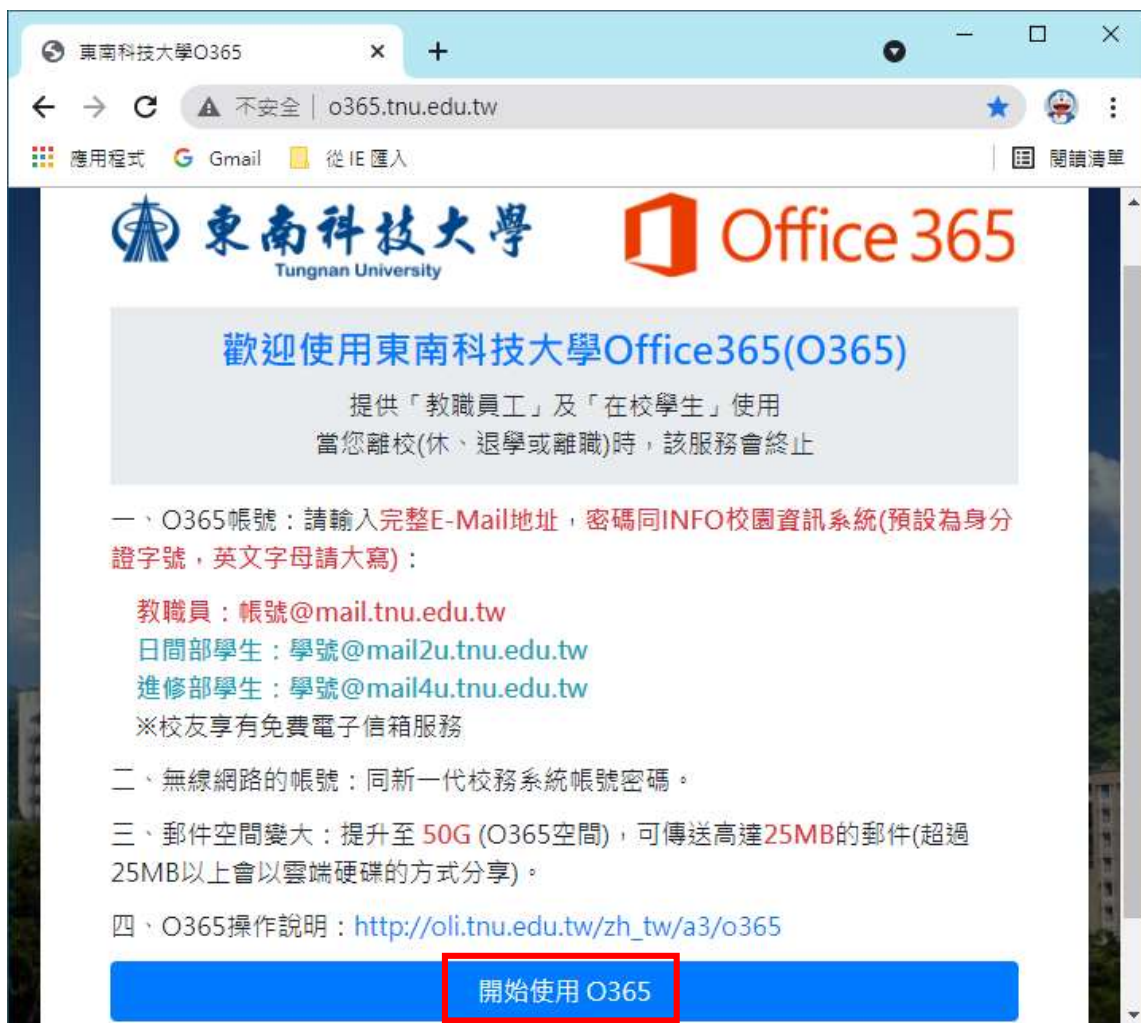 東南科技大學O365
不安全 | o365.tnu.edu.tw
應用程式 Gmail 從 IE 匯入 閱讀清單
東南科技大學 Office 365
Tungnan University
歡迎使用東南科技大學Office365(O365)
提供「教職員工」及「在校學生」使用
當您離校(休、退學或離職)時，該服務會終止
一、O365帳號：請輸入完整E-Mail地址，密碼同INFO校園資訊系統(預設為身分
證字號，英文字母請大寫)：
教職員：帳號@mail.tnu.edu.tw
日間部學生：學號@mail2u.tnu.edu.tw
進修部學生：學號@mail4u.tnu.edu.tw
※校友享有免費電子信箱服務
二、無線網路的帳號：同新一代校務系統帳號密碼。
三、郵件空間變大：提升至 50G (O365空間)，可傳送高達25MB的郵件(超過
25MB以上會以雲端硬碟的方式分享)。
四、O365操作說明：http://oli.tnu.edu.tw/zh_tw/a3/o365
開始使用 O365